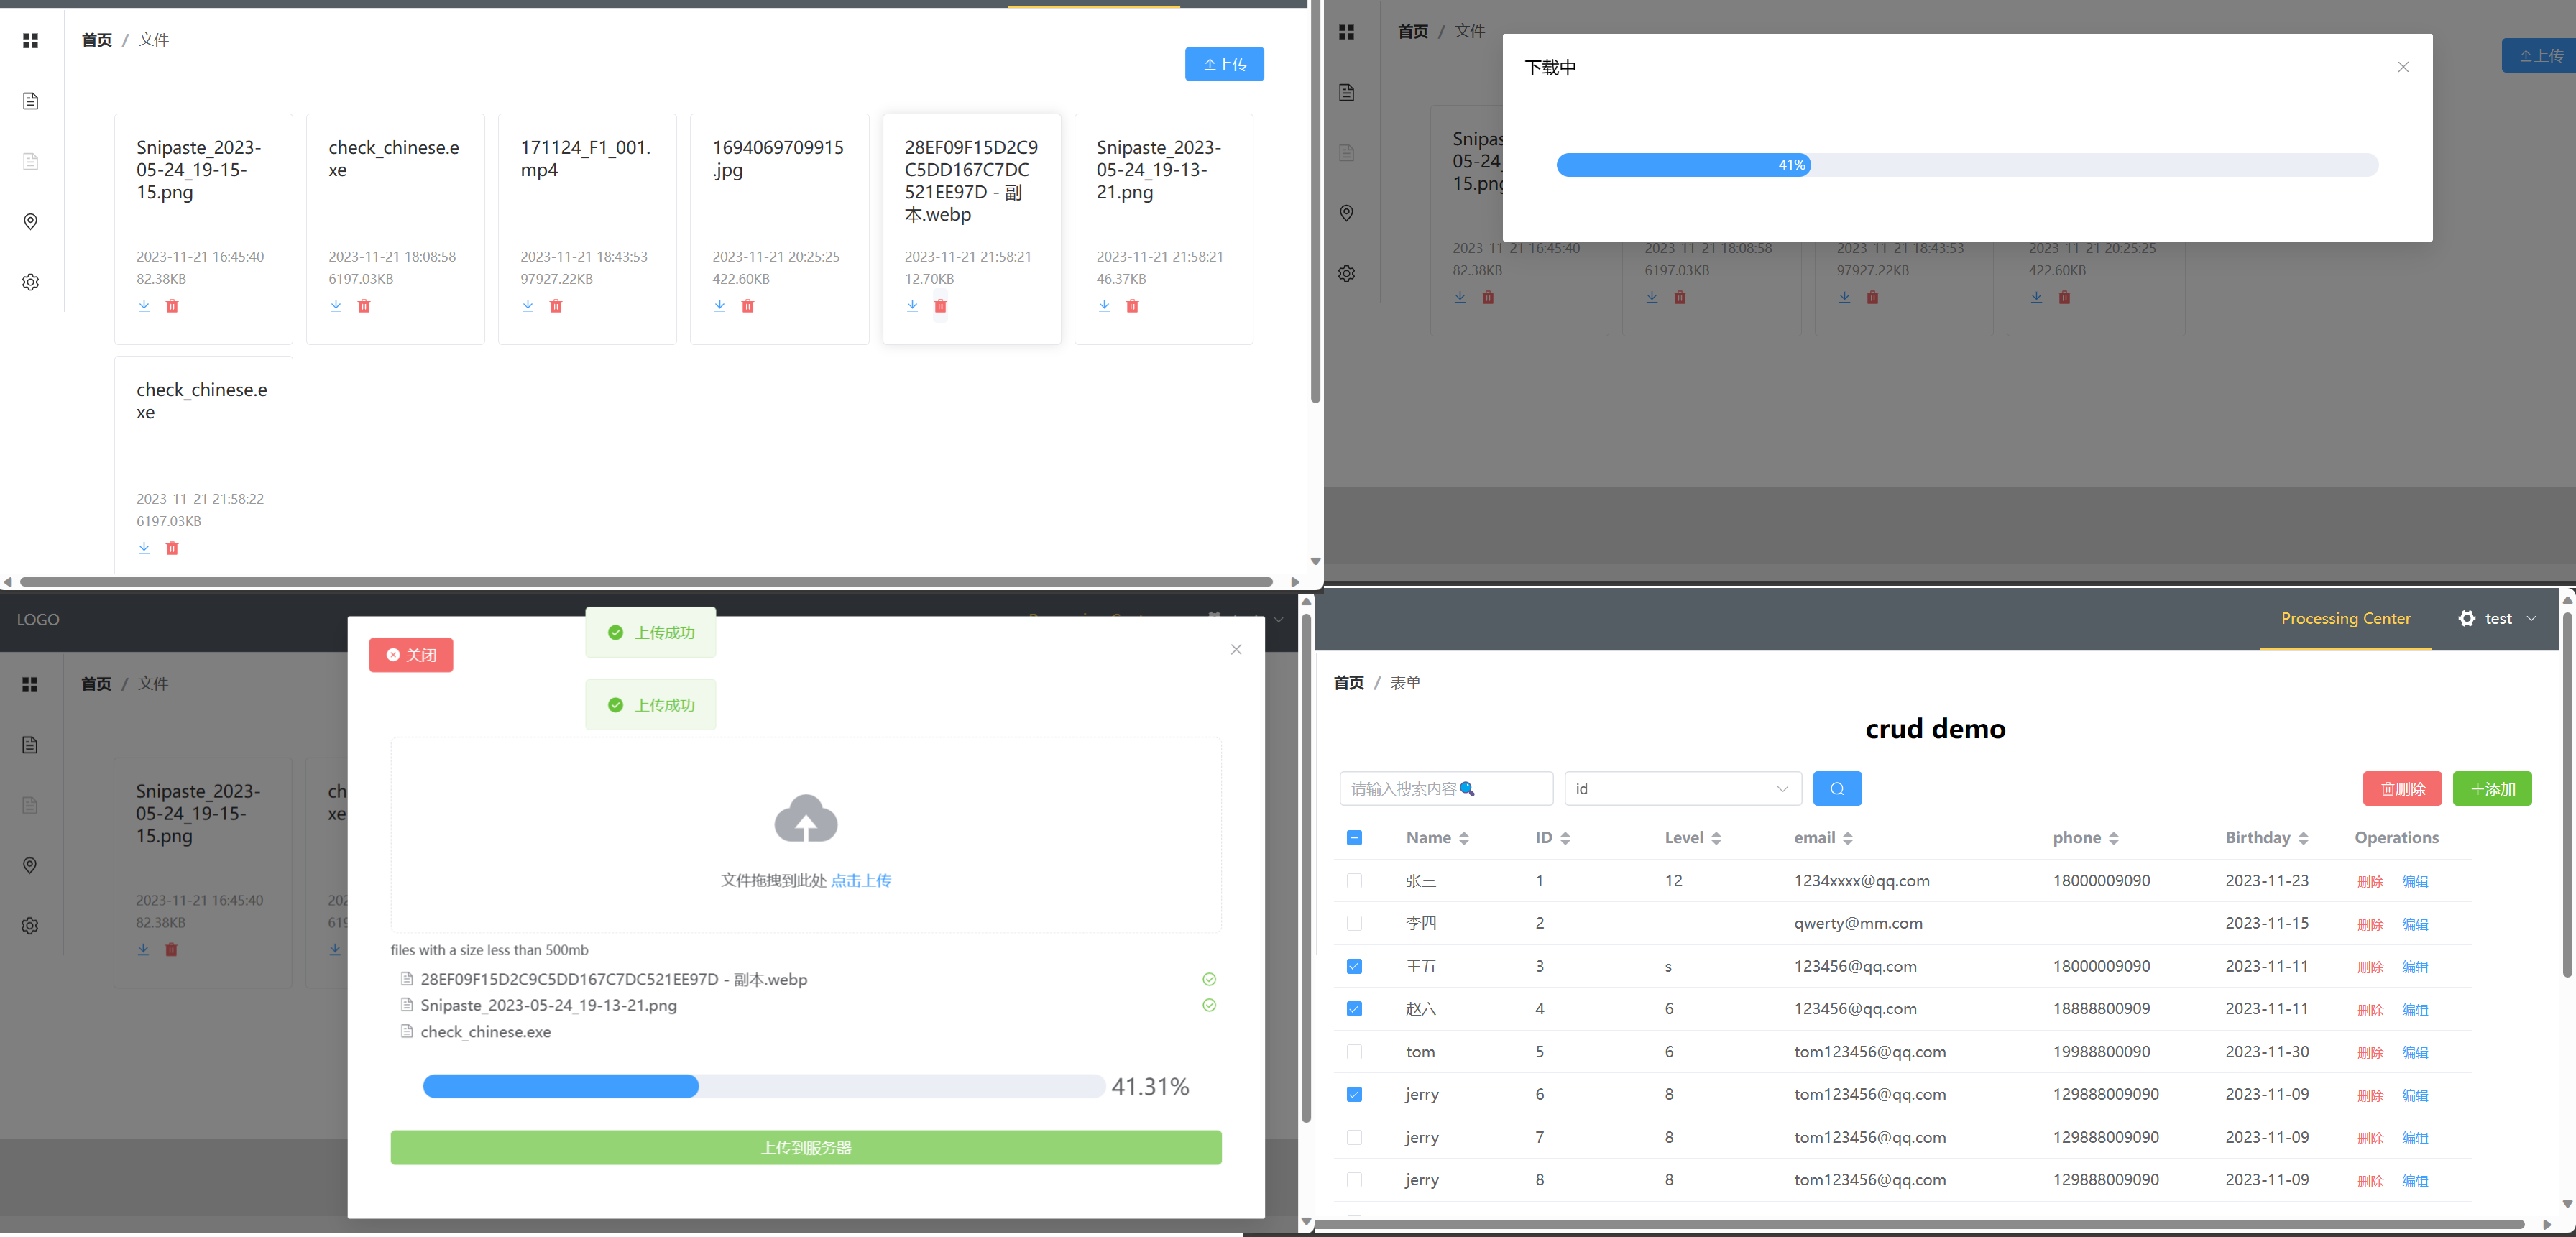 首页 / 文件
上传
Snipaste_2023-
05-24_19-15-
15.png
2023-11-21 16:45:40
82.38KB
check_chinese.e
xe
2023-11-21 18:08:58
6197.03KB
171124_F1_001.
mp4
2023-11-21 18:43:53
97927.22KB
1694069709915
.jpg
2023-11-21 20:25:25
422.60KB
28EF09F15D2C9
C5DD167C7DC
521EE97D - 副
本.webp
2023-11-21 21:58:21
12.70KB
Snipaste_2023-
05-24_19-13-
21.png
2023-11-21 21:58:21
46.37KB
check_chinese.e
xe
2023-11-21 21:58:22
6197.03KB
首页 / 文件
上传
下载中
41%
Snipas
05-24_
15.png
2023-11-21 16:45:40
82.38KB
2023-11-21 18:08:58
6197.03KB
2023-11-21 18:43:53
97927.22KB
2023-11-21 20:25:25
422.60KB
LOGO
首页 / 文件
Snipaste_2023-
05-24_19-15-
15.png
2023-11-21 16:45:40
82.38KB
ch
xe
202
619
关闭
上传成功
上传成功
文件拖拽到此处 点击上传
files with a size less than 500mb
28EF09F15D2C9C5DD167C7DC521EE97D - 副本.webp
Snipaste_2023-05-24_19-13-21.png
check_chinese.exe
41.31%
上传到服务器
Processing Center test
首页 / 表单
crud demo
请输入搜索内容 id 删除 添加
Name ID Level email phone Birthday Operations
张三 1 12 1234xxxx@qq.com 18000009090 2023-11-23 删除 编辑
李四 2 qwerty@mm.com 2023-11-15 删除 编辑
王五 3 s 123456@qq.com 18000009090 2023-11-11 删除 编辑
赵六 4 6 123456@qq.com 18888800909 2023-11-11 删除 编辑
tom 5 6 tom123456@qq.com 19988800090 2023-11-30 删除 编辑
jerry 6 8 tom123456@qq.com 129888009090 2023-11-09 删除 编辑
jerry 7 8 tom123456@qq.com 129888009090 2023-11-09 删除 编辑
jerry 8 8 tom123456@qq.com 129888009090 2023-11-09 删除 编辑